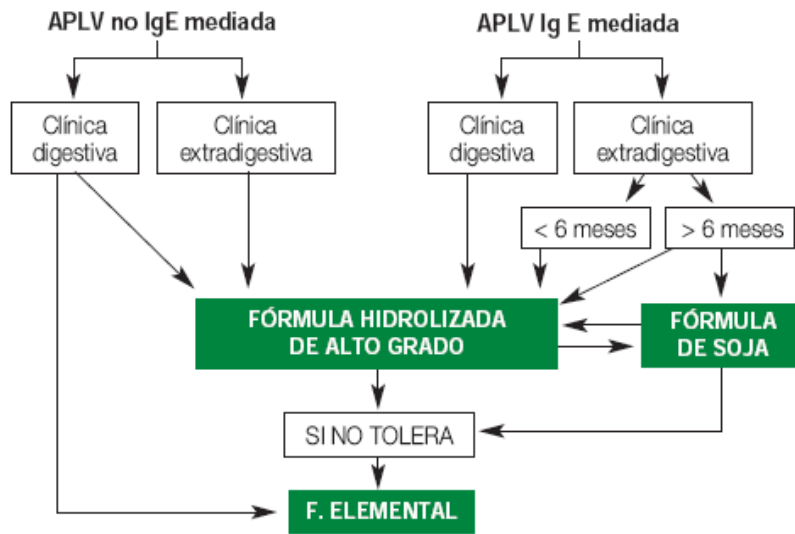 APLV no IgE mediada
APLV Ig E mediada
Clínica
digestiva
Clínica
extradigestiva
Clínica
digestiva
Clínica
extradigestiva
< 6 meses
> 6 meses
FÓRMULA HIDROLIZADA
DE ALTO GRADO
FÓRMULA
DE SOJA
SI NO TOLERA
F. ELEMENTAL